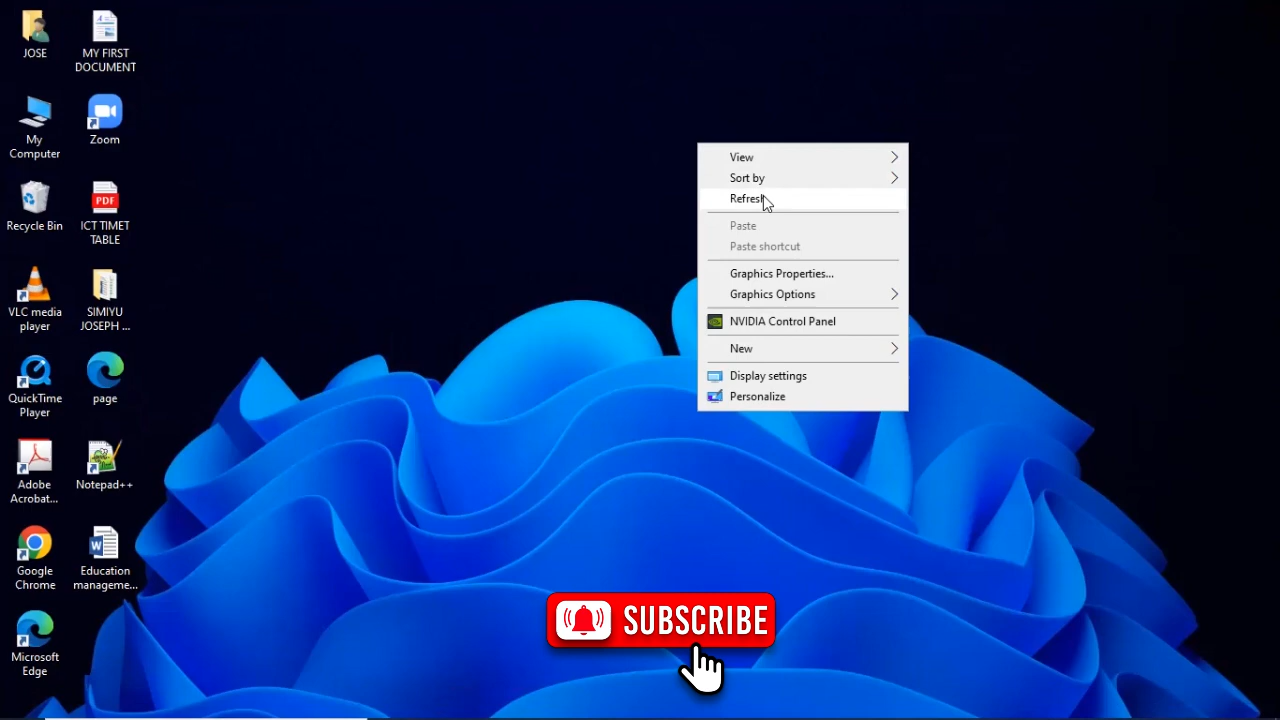 JOSE
MY FIRST
DOCUMENT
My
Computer
Zoom
Recycle Bin
PDF
ICT TIMET
TABLE
VLC media
player
SIMIYU
JOSEPH ...
QuickTime
Player
page
Adobe
Acrobat...
Notepad++
Google
Chrome
Education
manageme...
Microsoft
Edge
View
Sort by
Refresh
Paste
Paste shortcut
Graphics Properties...
Graphics Options
NVIDIA Control Panel
New
Display settings
Personalize
SUBSCRIBE